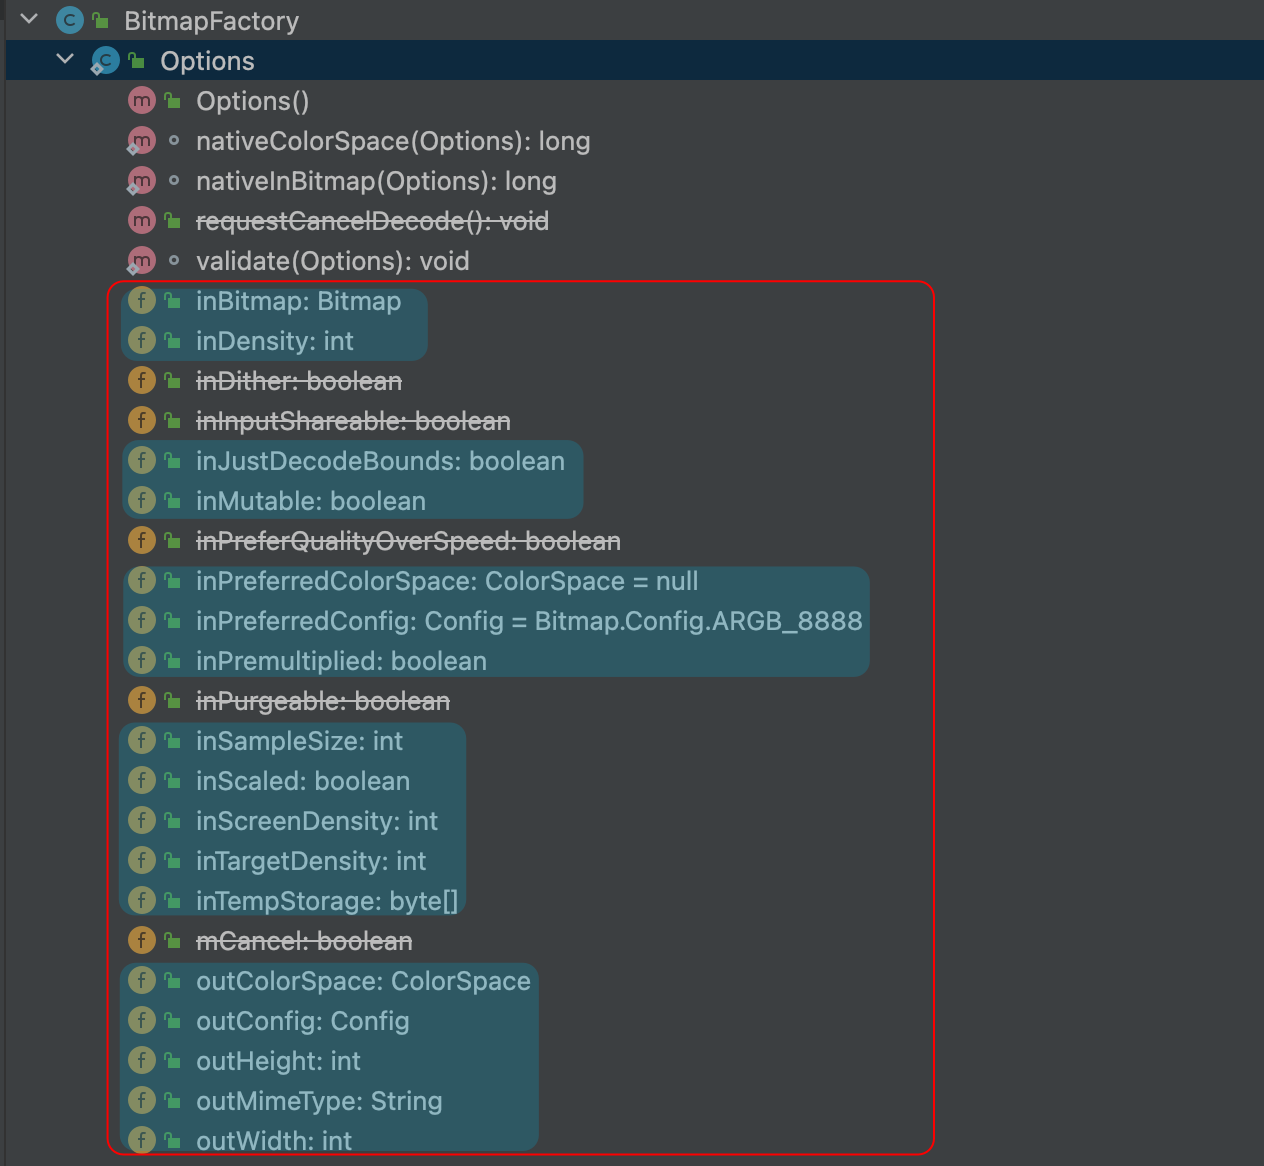 BitmapFactory
Options
Options()
nativeColorSpace(Options): long
nativeInBitmap(Options): long
requestCancelDecode(): void
validate(Options): void
inBitmap: Bitmap
inDensity: int
inDither: boolean
inInputShareable: boolean
inJustDecodeBounds: boolean
inMutable: boolean
inPreferQualityOverSpeed: boolean
inPreferredColorSpace: ColorSpace = null
inPreferredConfig: Config = Bitmap.Config.ARGB_8888
inPremultiplied: boolean
inPurgeable: boolean
inSampleSize: int
inScaled: boolean
inScreenDensity: int
inTargetDensity: int
inTempStorage: byte[]
mCancel: boolean
outColorSpace: ColorSpace
outConfig: Config
outHeight: int
outMimeType: String
outWidth: int